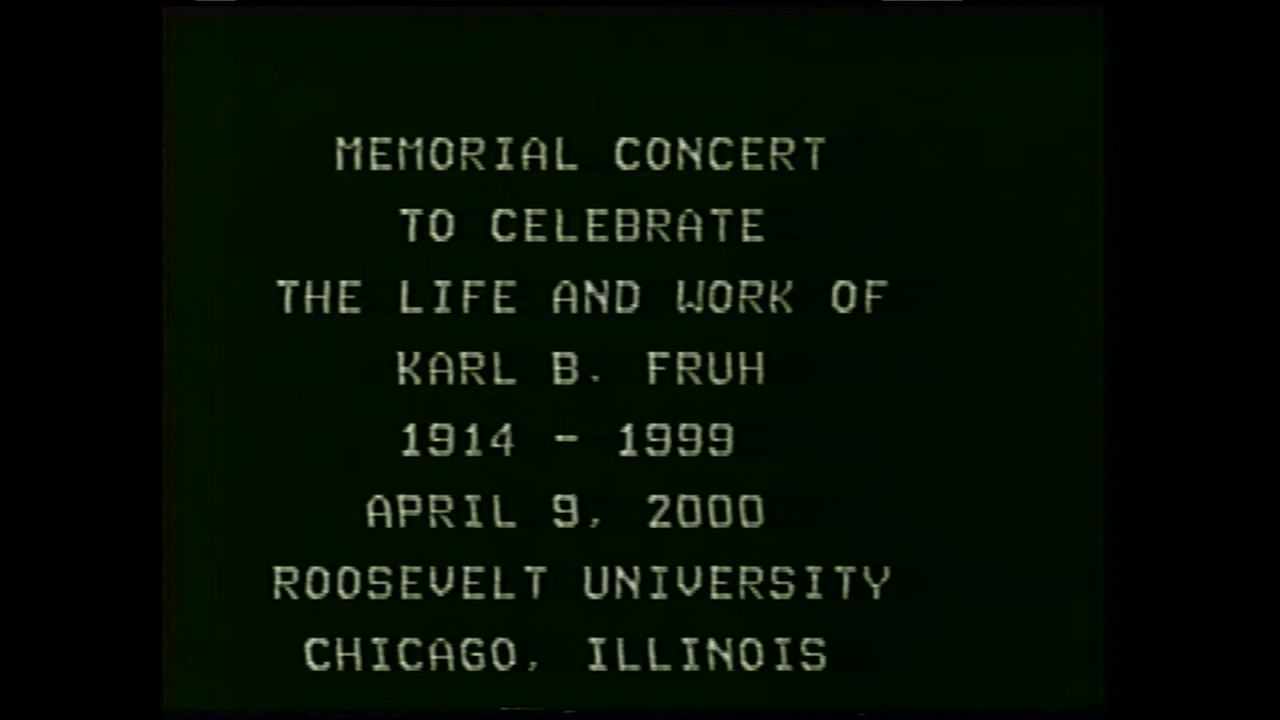 MEMORIAL CONCERT
TO CELEBRATE
THE LIFE AND WORK OF
KARL B. FRUH
1914 - 1999
APRIL 9, 2000
ROOSEVELT UNIVERSITY
CHICAGO, ILLINOIS